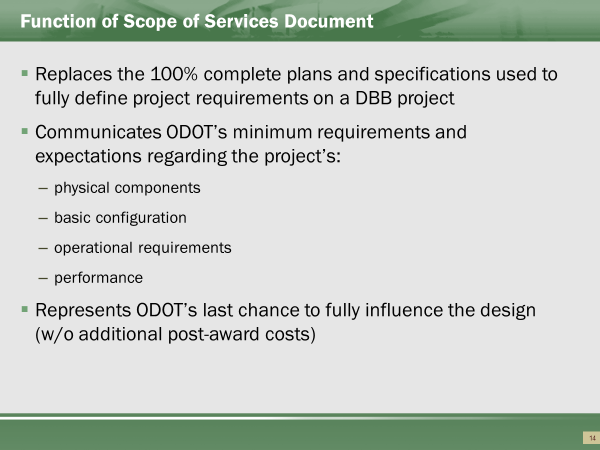 Function of Scope of Services Document
▪ Replaces the 100% complete plans and specifications used to
fully define project requirements on a DBB project
▪ Communicates ODOT's minimum requirements and
expectations regarding the project's:
– physical components
– basic configuration
– operational requirements
– performance
▪ Represents ODOT's last chance to fully influence the design
(w/o additional post-award costs)
14